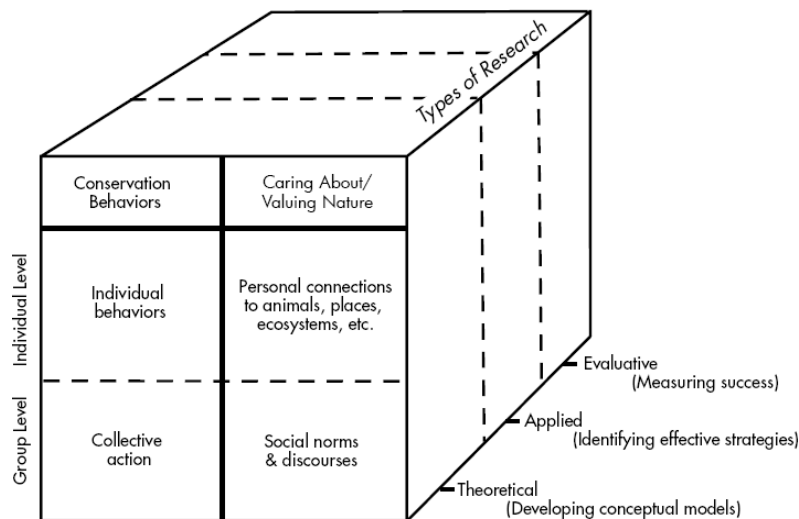 Types of Research
Conservation
Behaviors
Caring About/
Valuing Nature
Individual Level
Individual
behaviors
Personal connections
to animals, places,
ecosystems, etc.
Group Level
Collective
action
Social norms
& discourses
Evaluative
(Measuring success)
Applied
(Identifying effective strategies)
Theoretical
(Developing conceptual models)